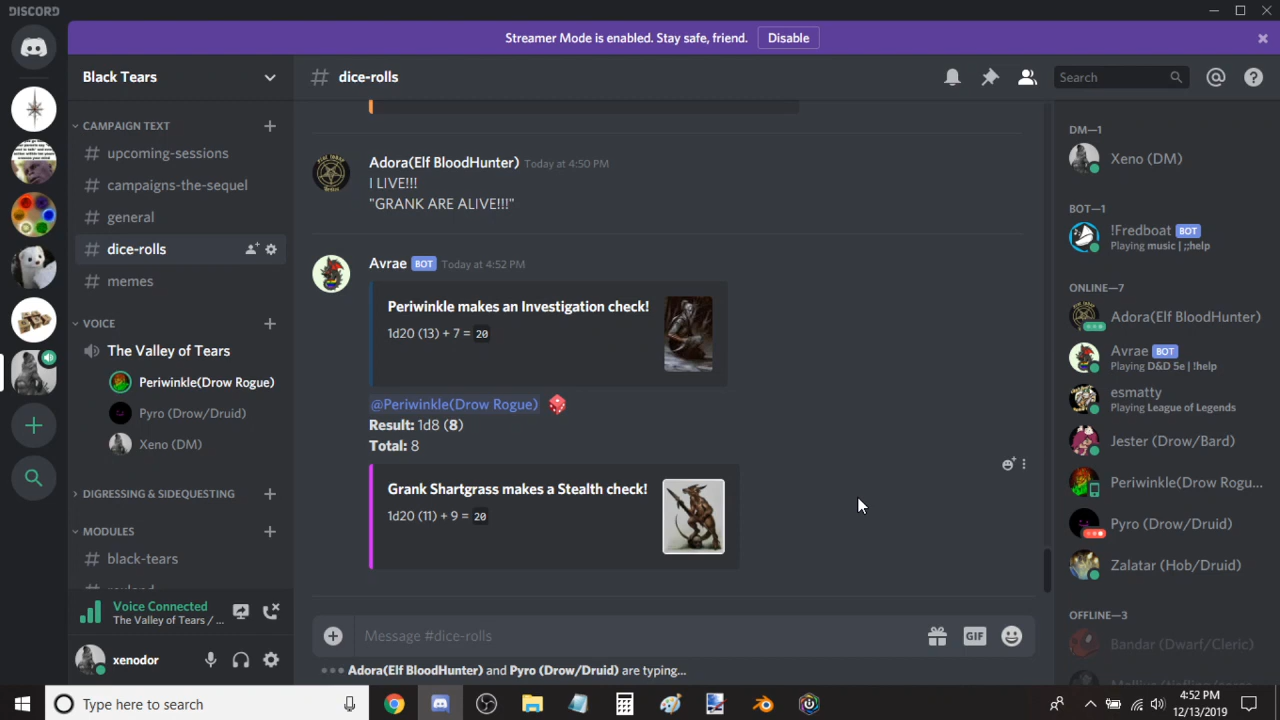 DISCORD
Streamer Mode is enabled. Stay safe, friend.
Disable
Black Tears
# dice-rolls
Search
CAMPAIGN TEXT
# upcoming-sessions
# campaigns-the-sequel
# general
# dice-rolls
# memes
VOICE
The Valley of Tears
Periwinkle(Drow Rogue)
Pyro (Drow/Druid)
Xeno (DM)
DIGRESSING & SIDEQUESTING
MODULES
# black-tears
Voice Connected
The Valley of Tears / ...
xenodor
Adora(Elf BloodHunter) Today at 4:50 PM
I LIVE!!!
"GRANK ARE ALIVE!!!"
Avrae BOT Today at 4:52 PM
Periwinkle makes an Investigation check!
1d20 (13) + 7 = 20
@Periwinkle(Drow Rogue)
Result: 1d8 (8)
Total: 8
Grank Shartgrass makes a Stealth check!
1d20 (11) + 9 = 20
Message #dice-rolls
GIF
Adora(Elf BloodHunter) and Pyro (Drow/Druid) are typing...
DM—1
Xeno (DM)
BOT—1
!Fredboat BOT
Playing music | ;;help
ONLINE—7
Adora(Elf BloodHunter)
Avrae BOT
Playing D&D 5e | !help
esmatty
Playing League of Legends
Jester (Drow/Bard)
Periwinkle(Drow Rogu...
Pyro (Drow/Druid)
Zalatar (Hob/Druid)
OFFLINE—3
Bandar (Dwarf/Cleric)
Type here to search
4:52 PM
12/13/2019